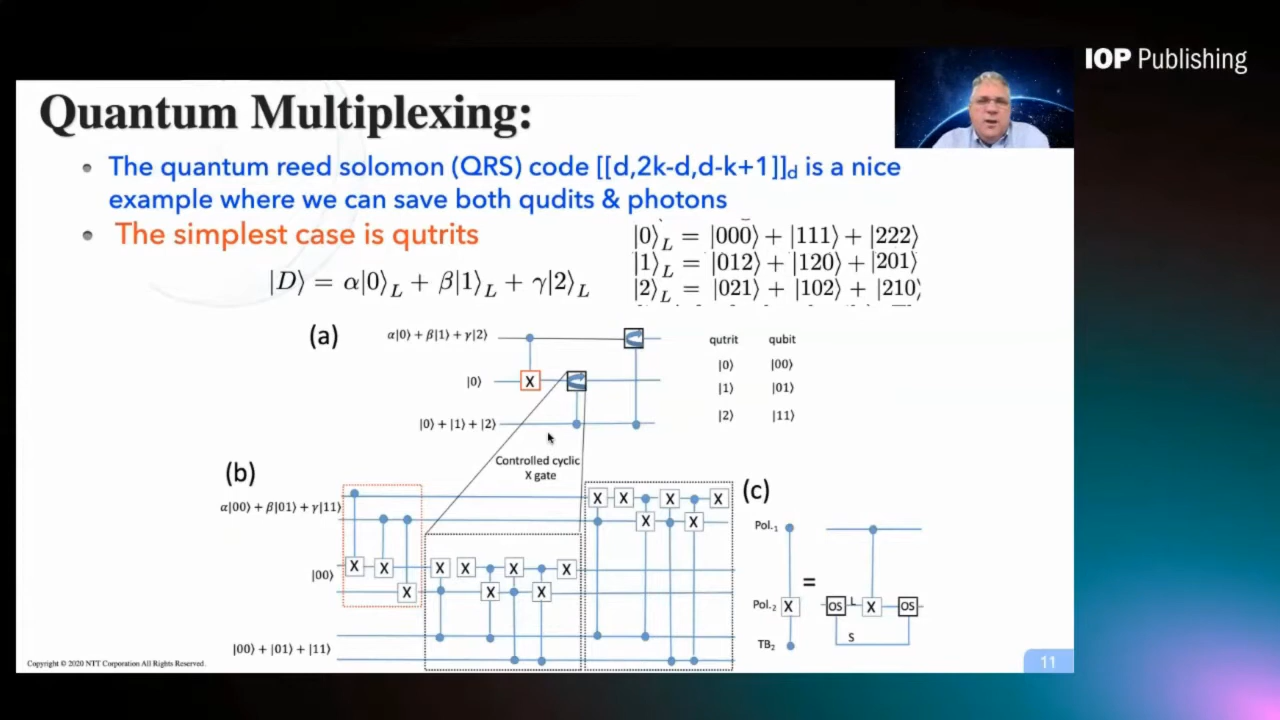 IOP Publishing
Quantum Multiplexing:
The quantum reed solomon (QRS) code [[d,2k-d,d-k+1]]d is a nice
example where we can save both qudits & photons
The simplest case is qutrits
|D⟩ = α|0⟩L + β|1⟩L + γ|2⟩L
|0⟩L = |000⟩ + |111⟩ + |222⟩
|1⟩L = |012⟩ + |120⟩ + |201⟩
|2⟩L = |021⟩ + |102⟩ + |210⟩
(a)
α|0⟩ + β|1⟩ + γ|2⟩
|0⟩
X
|0⟩ + |1⟩ + |2⟩
Controlled cyclic
X gate
qutrit qubit
|0⟩ |00⟩
|1⟩ |01⟩
|2⟩ |11⟩
(b)
α|00⟩ + β|01⟩ + γ|11⟩
X X X X X
X X
|00⟩
X X X X X X X
X X X
|00⟩ + |01⟩ + |11⟩
(c)
Pol.1
=
Pol.2 X OS L X OS
TB2 S
Copyright © 2020 NTT Corporation All Rights Reserved.
11